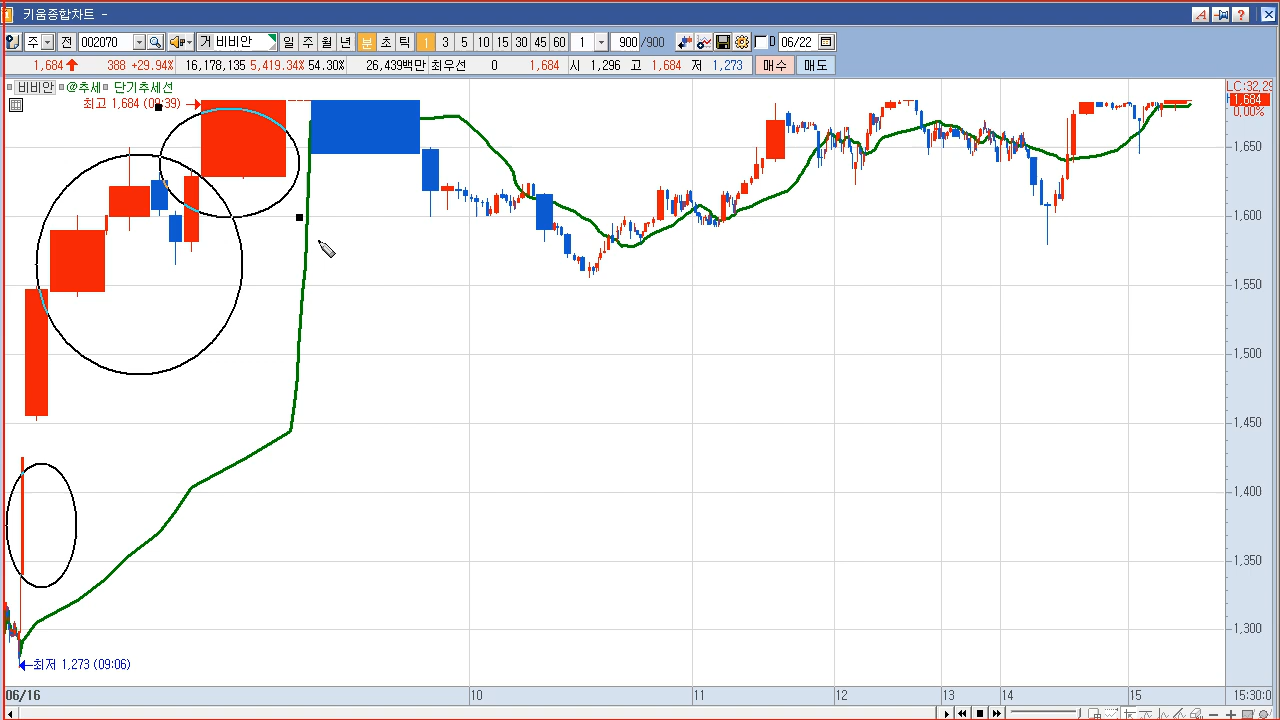 키움종합차트 -
주 전 002070 거 비비안 일 주 월 년 분 초 틱 1 3 5 10 15 30 45 60 1 900 /900 D 06/22
1,684 388 +29.94% 16,178,135 5,419.34% 54.30% 26,439백만 최우선 0 1,684 시 1,296 고 1,684 저 1,273 매수 매도
비비안 @추세 단기추세선
LC:32,29
최고 1,684 (09:39)
1,684
0,00%
1,650
1,600
1,550
1,500
1,450
1,400
1,350
1,300
최저 1,273 (09:06)
06/16 10 11 12 13 14 15 15:30:0